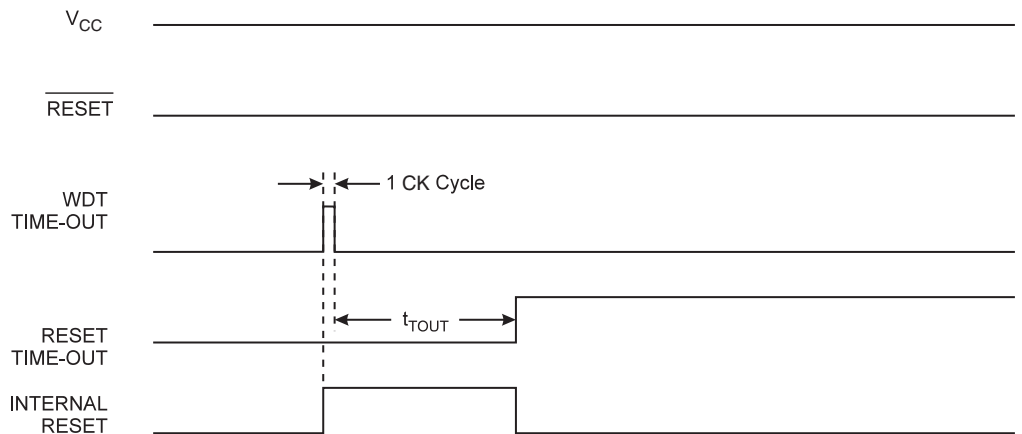 VCC
RESET
1 CK Cycle
WDT
TIME-OUT
tTOUT
RESET
TIME-OUT
INTERNAL
RESET